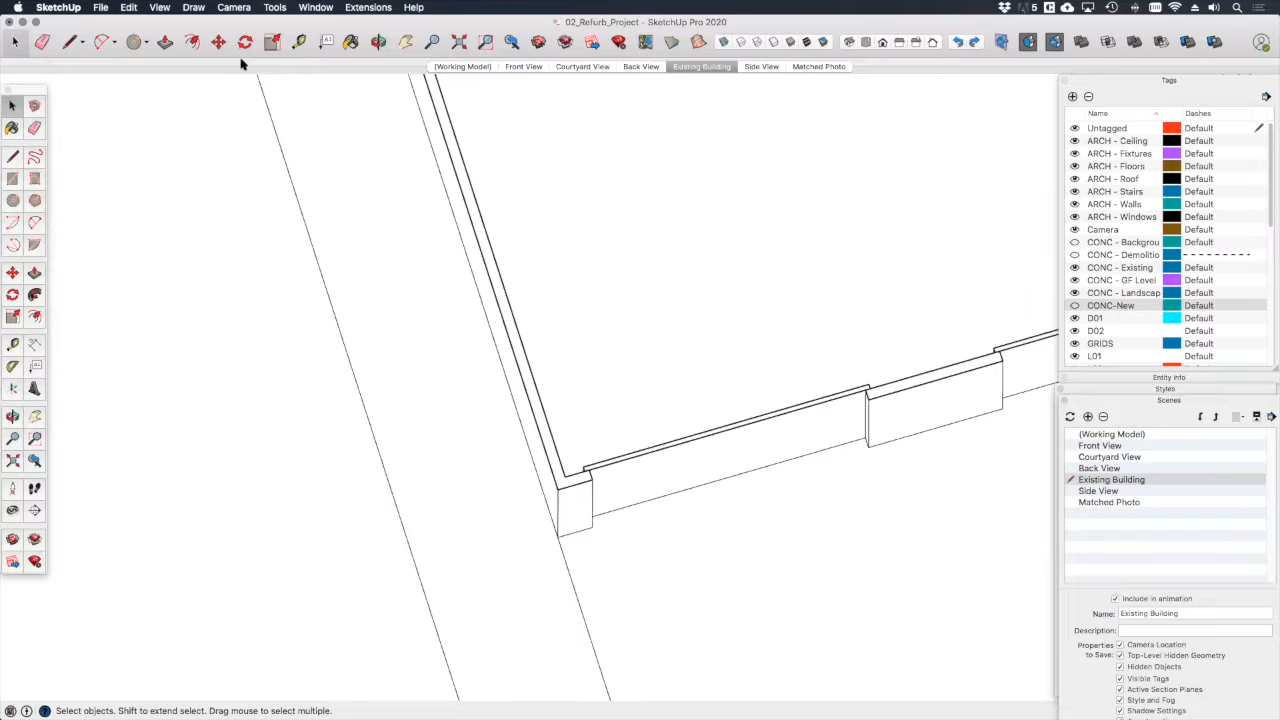 SketchUp File Edit View Draw Camera Tools Window Extensions Help
02_Refurb_Project - SketchUp Pro 2020
(Working Model) Front View Courtyard View Back View Existing Building Side View Matched Photo
Tags
Name Dashes
Untagged Default
ARCH - Ceiling Default
ARCH - Fixtures Default
ARCH - Floors Default
ARCH - Roof Default
ARCH - Stairs Default
ARCH - Walls Default
ARCH - Windows Default
Camera Default
CONC - Backgrou Default
CONC - Demolitio
CONC - Existing Default
CONC - GF Level Default
CONC - Landscap Default
CONC-New Default
D01 Default
D02 Default
GRIDS Default
L01 Default
Entity Info
Styles
Scenes
(Working Model)
Front View
Courtyard View
Back View
Existing Building
Side View
Matched Photo
Include in animation
Name: Existing Building
Description:
Properties to Save:
Camera Location
Top-Level Hidden Geometry
Hidden Objects
Visible Tags
Active Section Planes
Style and Fog
Shadow Settings
Select objects. Shift to extend select. Drag mouse to select multiple.